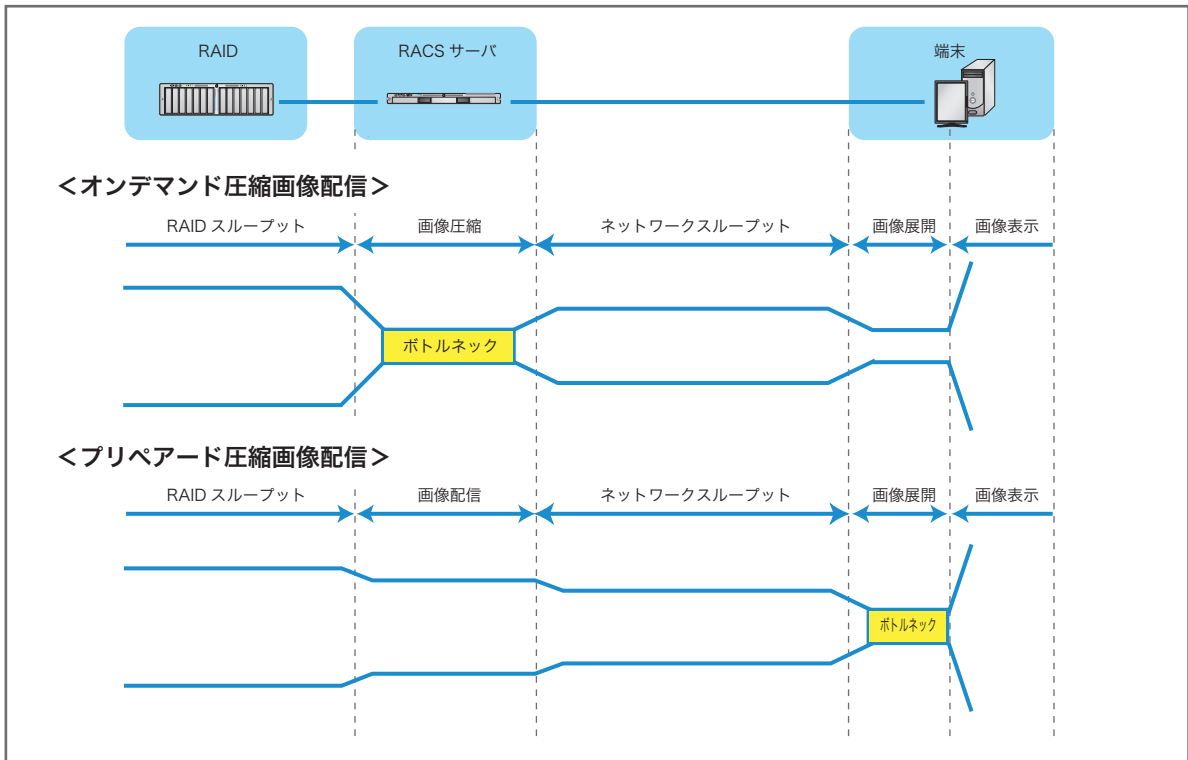 RAID
RACS サーバ
端末
＜オンデマンド圧縮画像配信＞
RAID スループット
画像圧縮
ネットワークスループット
画像展開
画像表示
ボトルネック
＜プリペアード圧縮画像配信＞
RAID スループット
画像配信
ネットワークスループット
画像展開
画像表示
ボトルネック